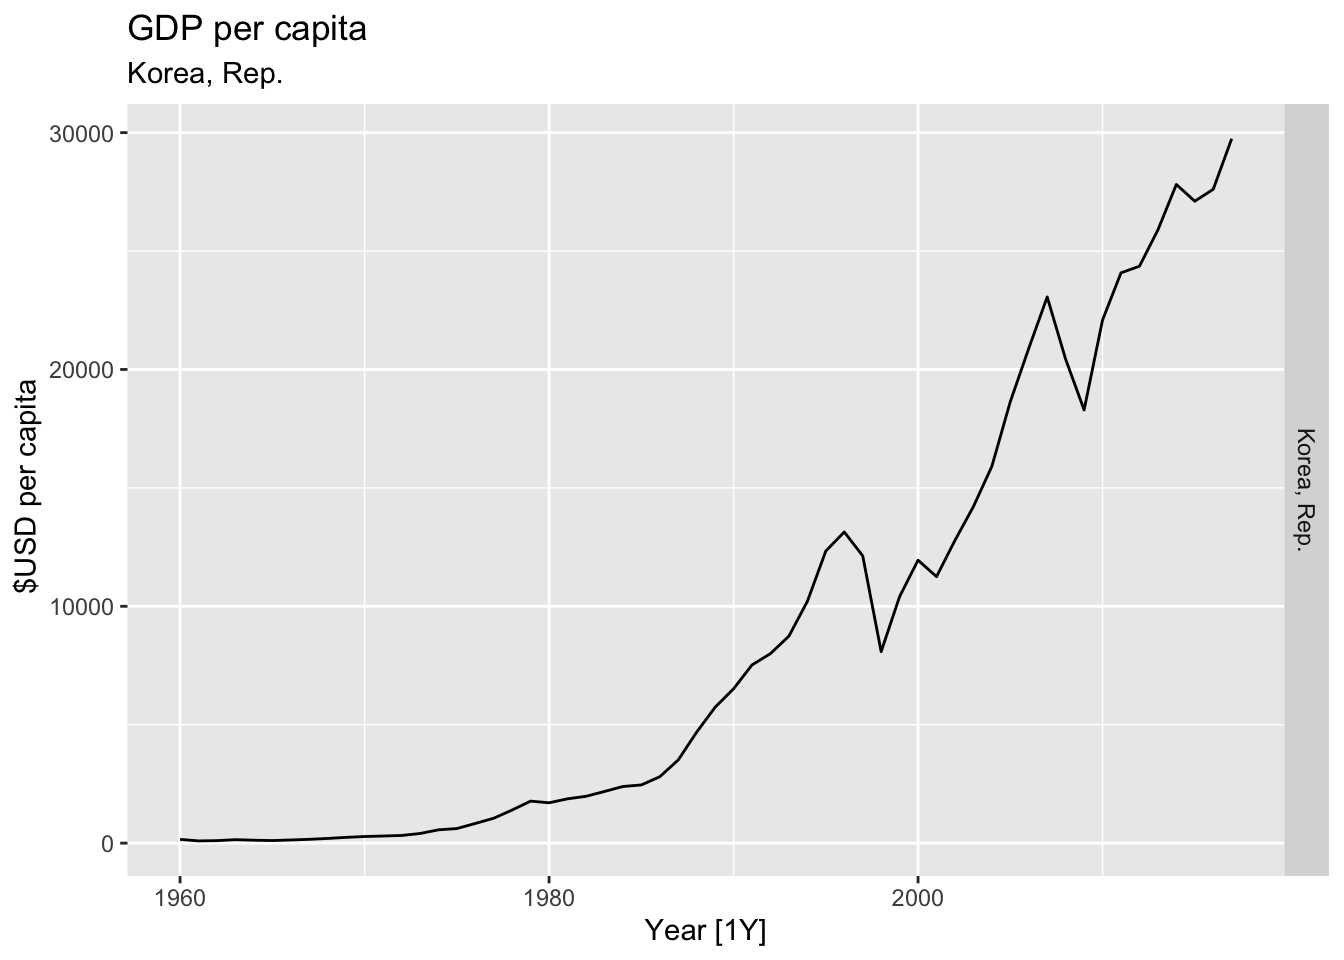 GDP per capita
Korea, Rep.
30000
20000
10000
0
$USD per capita
1960
1980
2000
Year [1Y]
Korea, Rep.